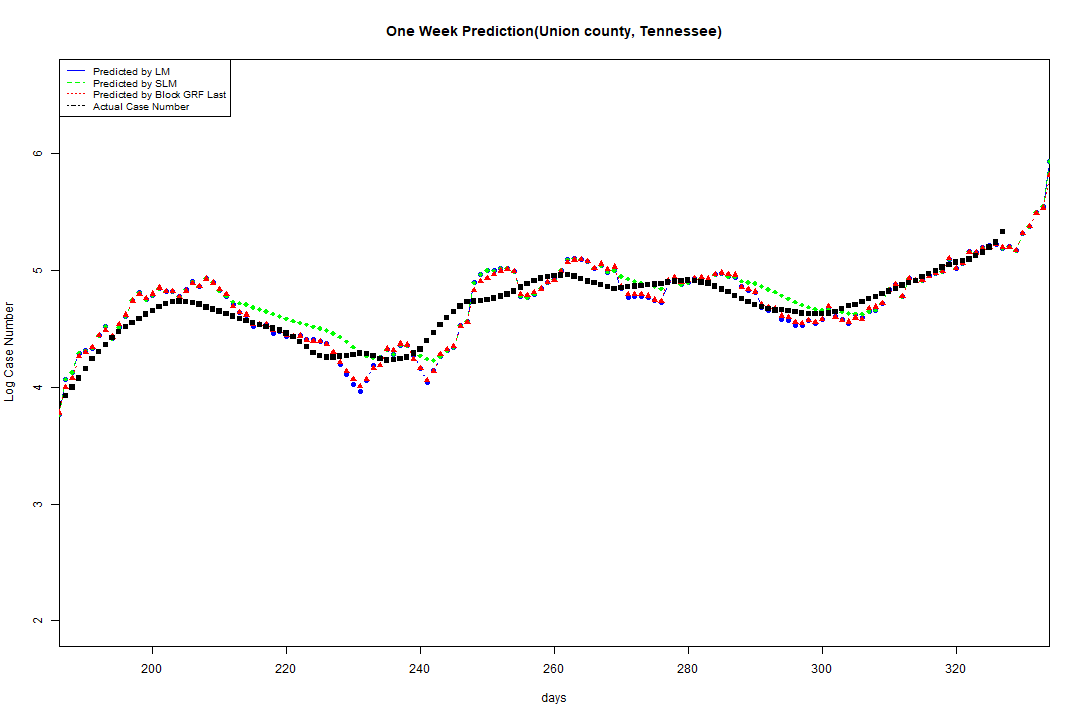 One Week Prediction(Union county, Tennessee)
Predicted by LM
Predicted by SLM
Predicted by Block GRF Last
Actual Case Number
6
5
4
3
2
Log Case Number
200 220 240 260 280 300 320
days